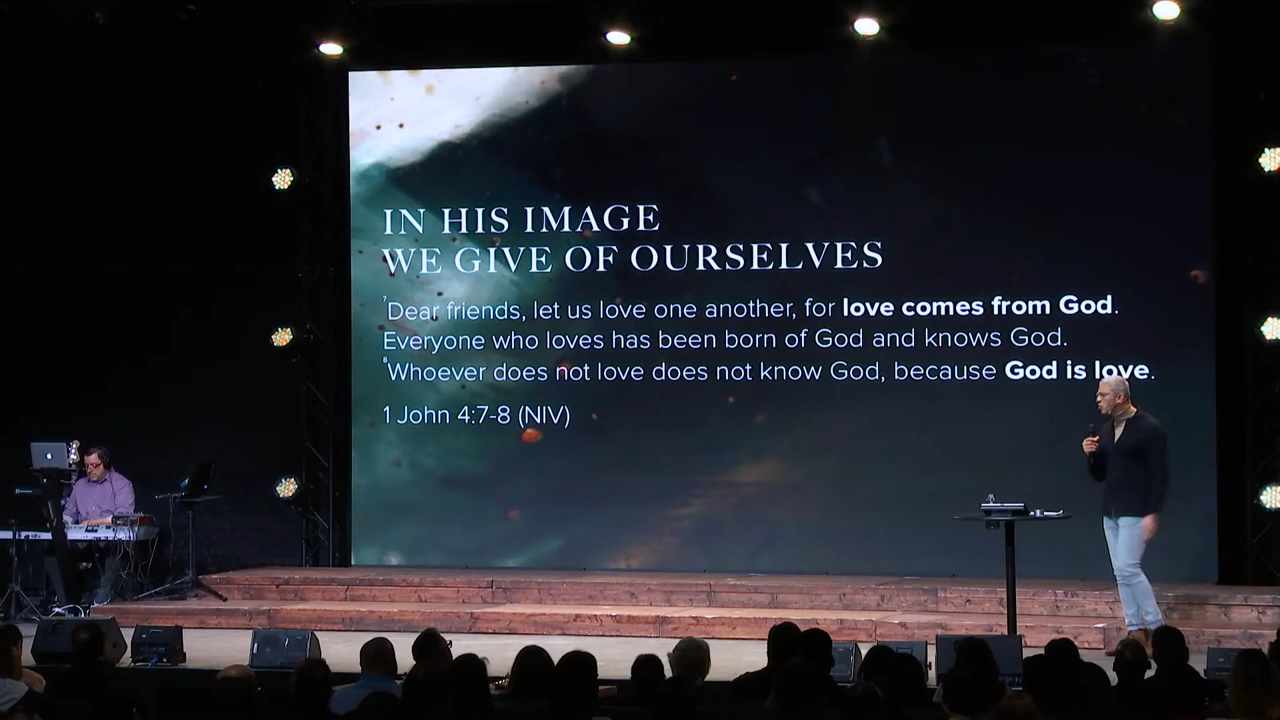 IN HIS IMAGE
WE GIVE OF OURSELVES
⁷Dear friends, let us love one another, for love comes from God.
Everyone who loves has been born of God and knows God.
⁸Whoever does not love does not know God, because God is love.
1 John 4:7-8 (NIV)